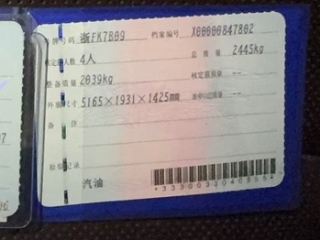 号牌号码 浙FK7B09 档案编号 X00000847802
核定载人数 4人 总质量 2445kg
整备质量 2039kg 核定载质量 --
外廓尺寸 5165×1931×1425mm 准牵引总质量 --
备注
检验记录
汽油